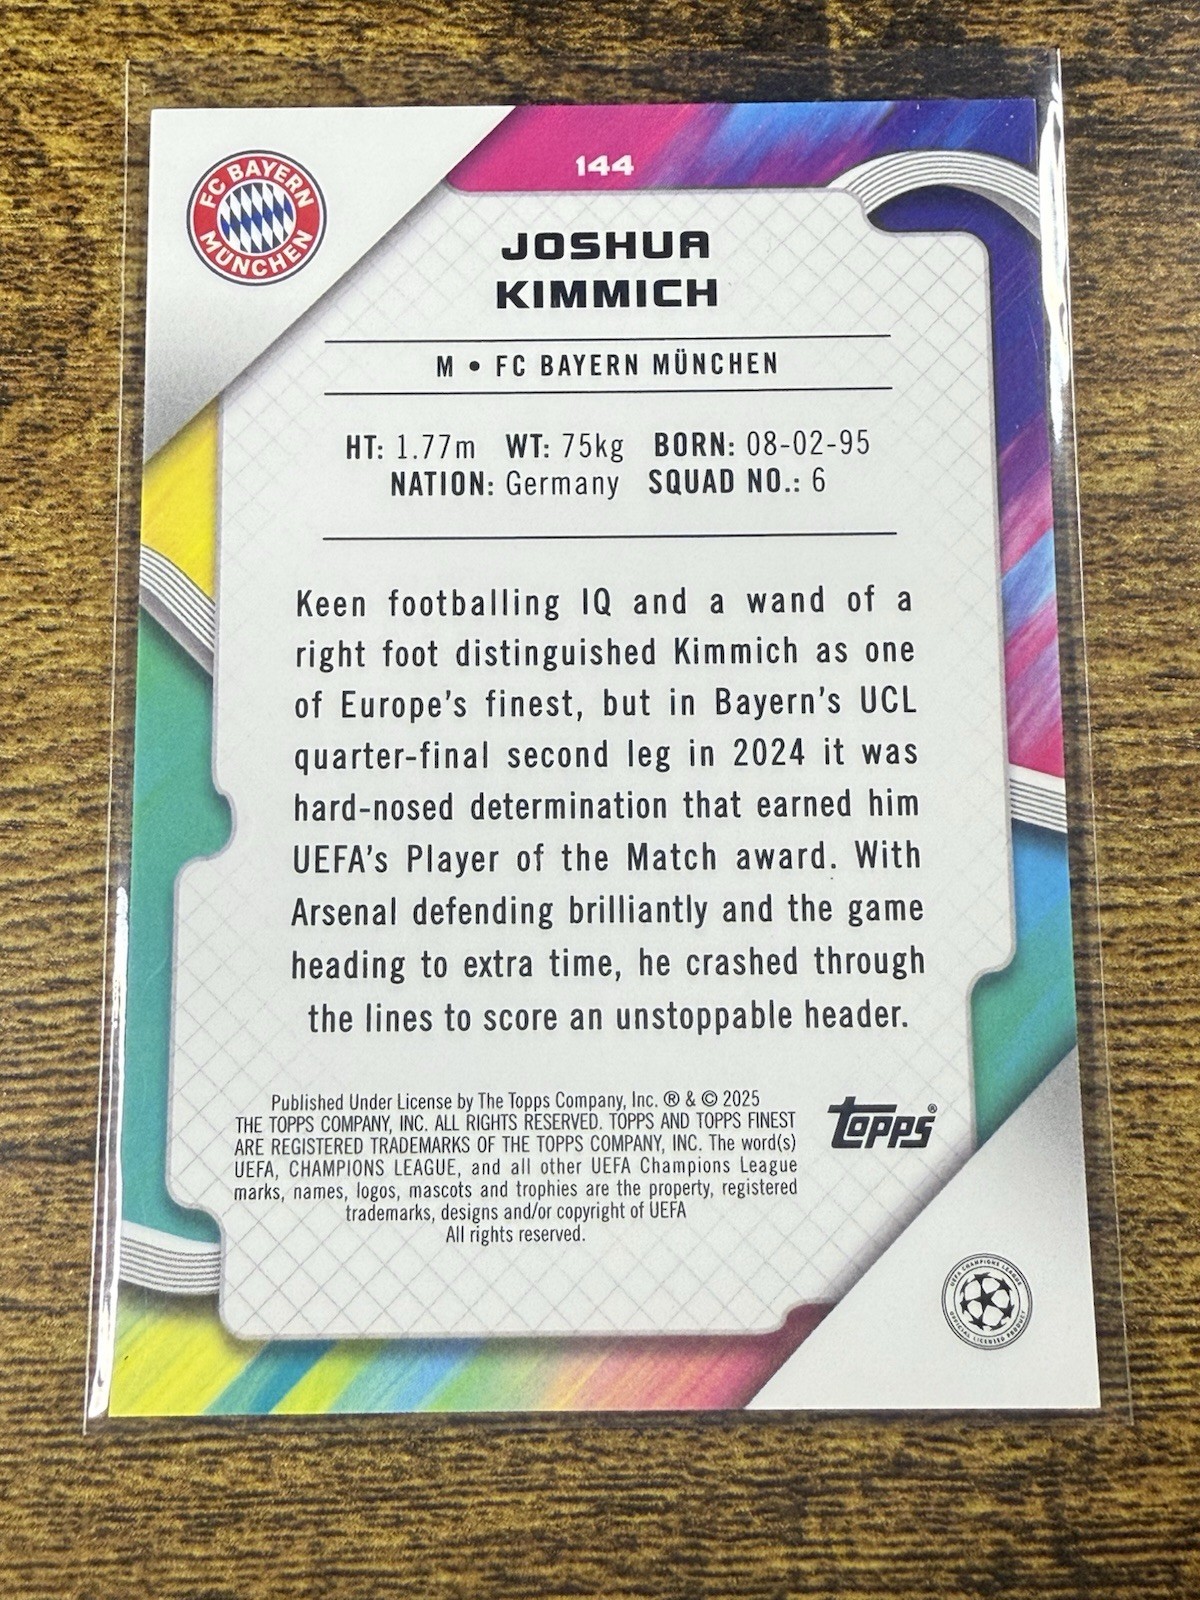 FC BAYERN
MÜNCHEN
144
JOSHUA
KIMMICH
M • FC BAYERN MÜNCHEN
HT: 1.77m WT: 75kg BORN: 08-02-95
NATION: Germany SQUAD NO.: 6
Keen footballing IQ and a wand of a
right foot distinguished Kimmich as one
of Europe's finest, but in Bayern's UCL
quarter-final second leg in 2024 it was
hard-nosed determination that earned him
UEFA's Player of the Match award. With
Arsenal defending brilliantly and the game
heading to extra time, he crashed through
the lines to score an unstoppable header.
Published Under License by The Topps Company, Inc. ® & © 2025
THE TOPPS COMPANY, INC. ALL RIGHTS RESERVED. TOPPS AND TOPPS FINEST
ARE REGISTERED TRADEMARKS OF THE TOPPS COMPANY, INC. The word(s)
UEFA, CHAMPIONS LEAGUE, and all other UEFA Champions League
marks, names, logos, mascots and trophies are the property, registered
trademarks, designs and/or copyright of UEFA
All rights reserved.
Topps®
UEFA CHAMPIONS LEAGUE
OFFICIAL LICENSED PRODUCT